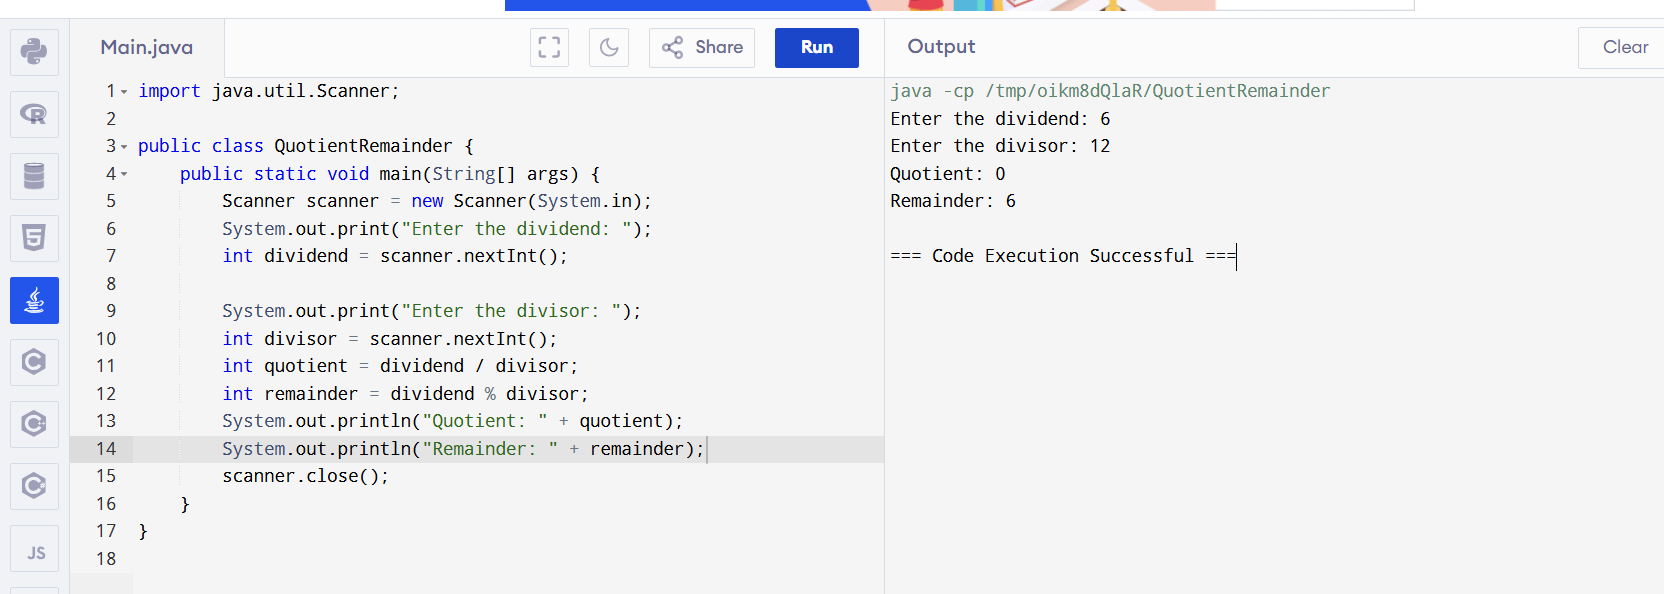 Main.java
Share
Run
Output
Clear
1 import java.util.Scanner;
2
3 public class QuotientRemainder {
4     public static void main(String[] args) {
5         Scanner scanner = new Scanner(System.in);
6         System.out.print("Enter the dividend: ");
7         int dividend = scanner.nextInt();
8
9         System.out.print("Enter the divisor: ");
10         int divisor = scanner.nextInt();
11         int quotient = dividend / divisor;
12         int remainder = dividend % divisor;
13         System.out.println("Quotient: " + quotient);
14         System.out.println("Remainder: " + remainder);
15         scanner.close();
16     }
17 }
18
java -cp /tmp/oikm8dQlaR/QuotientRemainder
Enter the dividend: 6
Enter the divisor: 12
Quotient: 0
Remainder: 6
=== Code Execution Successful ===
R
5
C
C+
C#
JS